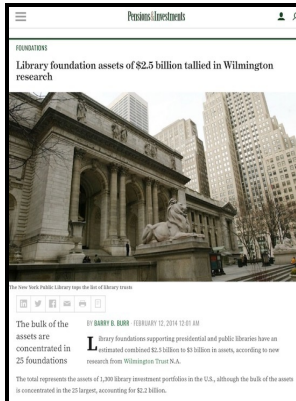 Pensions&Investments
FOUNDATIONS
Library foundation assets of $2.5 billion tallied in Wilmington
research
The New York Public Library tops the list of library trusts
The bulk of the
assets are
concentrated in
25 foundations
BY BARRY B. BURR · FEBRUARY 12, 2014 12:01 AM
Library foundations supporting presidential and public libraries have an
estimated combined $2.5 billion to $3 billion in assets, according to new
research from Wilmington Trust N.A.
The total represents the assets of 1,300 library investment portfolios in the U.S., although the bulk of the assets
is concentrated in the 25 largest, accounting for $2.2 billion.